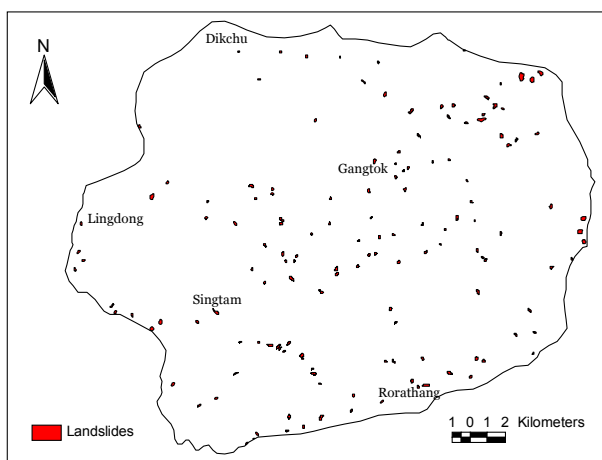 Dikchu
N
Gangtok
Lingdong
Singtam
Rorathang
Landslides
1 0 1 2 Kilometers